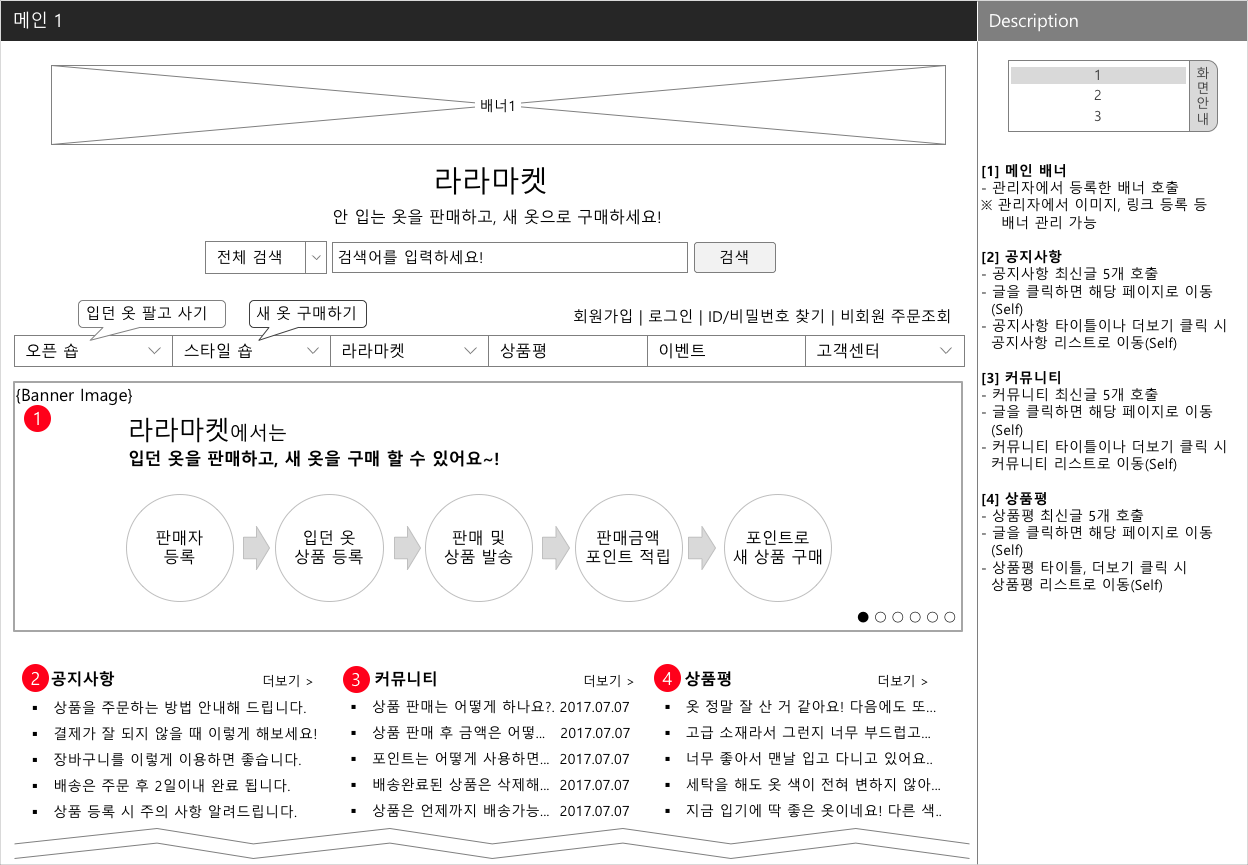 메인 1
Description
배너1
라라마켓
안 입는 옷을 판매하고, 새 옷으로 구매하세요!
전체 검색
검색어를 입력하세요!
검색
입던 옷 팔고 사기
새 옷 구매하기
회원가입 | 로그인 | ID/비밀번호 찾기 | 비회원 주문조회
오픈 숍
스타일 숍
라라마켓
상품평
이벤트
고객센터
{Banner Image}
1
라라마켓에서는
입던 옷을 판매하고, 새 옷을 구매 할 수 있어요~!
판매자
등록
입던 옷
상품 등록
판매 및
상품 발송
판매금액
포인트 적립
포인트로
새 상품 구매
2 공지사항 더보기 >
▪ 상품을 주문하는 방법 안내해 드립니다.
▪ 결제가 잘 되지 않을 때 이렇게 해보세요!
▪ 장바구니를 이렇게 이용하면 좋습니다.
▪ 배송은 주문 후 2일이내 완료 됩니다.
▪ 상품 등록 시 주의 사항 알려드립니다.
3 커뮤니티 더보기 >
▪ 상품 판매는 어떻게 하나요?. 2017.07.07
▪ 상품 판매 후 금액은 어떻... 2017.07.07
▪ 포인트는 어떻게 사용하면... 2017.07.07
▪ 배송완료된 상품은 삭제해... 2017.07.07
▪ 상품은 언제까지 배송가능... 2017.07.07
4 상품평 더보기 >
▪ 옷 정말 잘 산 거 같아요! 다음에도 또...
▪ 고급 소재라서 그런지 너무 부드럽고...
▪ 너무 좋아서 맨날 입고 다니고 있어요..
▪ 세탁을 해도 옷 색이 전혀 변하지 않아...
▪ 지금 입기에 딱 좋은 옷이네요! 다른 색..
1
2
3
화면안내
[1] 메인 배너
- 관리자에서 등록한 배너 호출
※ 관리자에서 이미지, 링크 등록 등
배너 관리 가능
[2] 공지사항
- 공지사항 최신글 5개 호출
- 글을 클릭하면 해당 페이지로 이동
(Self)
- 공지사항 타이틀이나 더보기 클릭 시
공지사항 리스트로 이동(Self)
[3] 커뮤니티
- 커뮤니티 최신글 5개 호출
- 글을 클릭하면 해당 페이지로 이동
(Self)
- 커뮤니티 타이틀이나 더보기 클릭 시
커뮤니티 리스트로 이동(Self)
[4] 상품평
- 상품평 최신글 5개 호출
- 글을 클릭하면 해당 페이지로 이동
(Self)
- 상품평 타이틀, 더보기 클릭 시
상품평 리스트로 이동(Self)